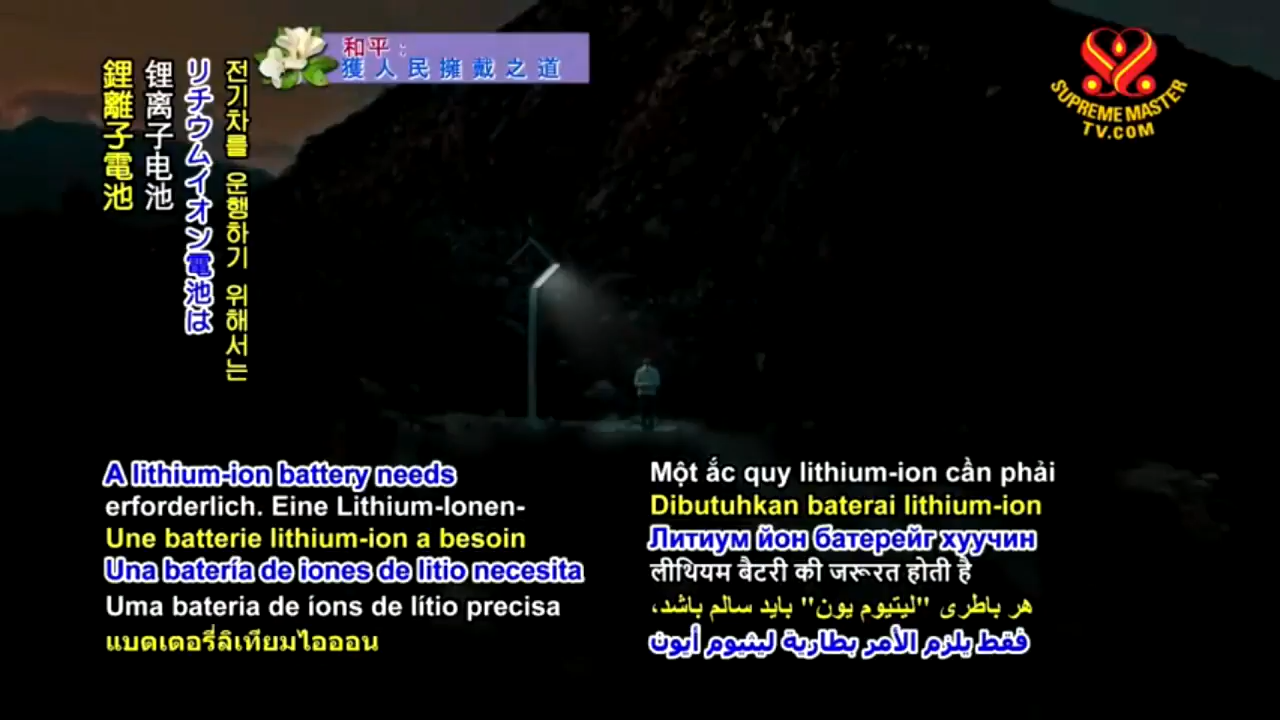 和平:
獲人民擁戴之道
SUPREME MASTER
TV.COM
鋰離子電池
锂离子电池
リチウムイオン電池は
전기차를 운행하기 위해서는
A lithium-ion battery needs
erforderlich. Eine Lithium-Ionen-
Une batterie lithium-ion a besoin
Una batería de iones de litio necesita
Uma bateria de íons de lítio precisa
แบตเตอรี่ลิเทียมไอออน
Một ắc quy lithium-ion cần phải
Dibutuhkan baterai lithium-ion
Литиум йон батерейг хуучин
लीथियम बैटरी की जरूरत होती है
هر باطری "لیتیوم یون" باید سالم باشد،
فقط يلزم الأمر بطارية ليثيوم أيون